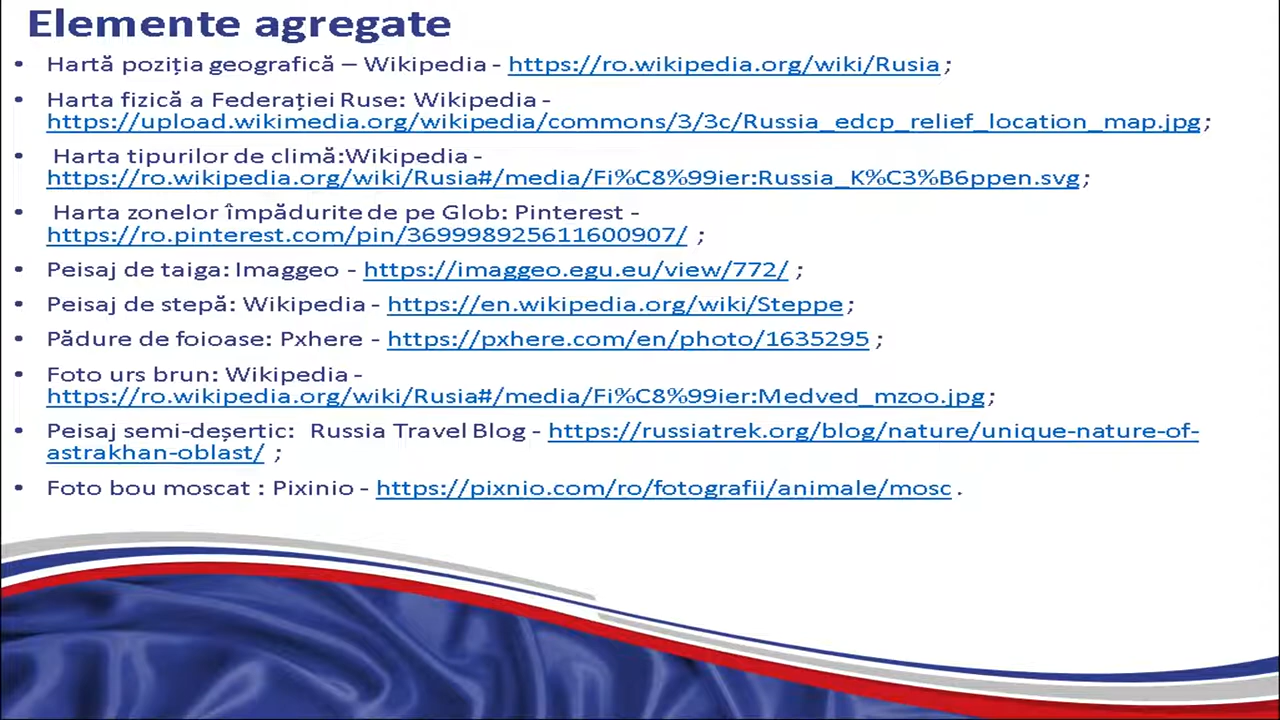 Elemente agregate
• Hartă poziția geografică – Wikipedia - https://ro.wikipedia.org/wiki/Rusia ;
• Harta fizică a Federației Ruse: Wikipedia -
https://upload.wikimedia.org/wikipedia/commons/3/3c/Russia_edcp_relief_location_map.jpg;
• Harta tipurilor de climă:Wikipedia -
https://ro.wikipedia.org/wiki/Rusia#/media/Fi%C8%99ier:Russia_K%C3%B6ppen.svg;
• Harta zonelor împădurite de pe Glob: Pinterest -
https://ro.pinterest.com/pin/369998925611600907/ ;
• Peisaj de taiga: Imaggeo - https://imaggeo.egu.eu/view/772/ ;
• Peisaj de stepă: Wikipedia - https://en.wikipedia.org/wiki/Steppe;
• Pădure de foioase: Pxhere - https://pxhere.com/en/photo/1635295 ;
• Foto urs brun: Wikipedia -
https://ro.wikipedia.org/wiki/Rusia#/media/Fi%C8%99ier:Medved_mzoo.jpg;
• Peisaj semi-deșertic: Russia Travel Blog - https://russiatrek.org/blog/nature/unique-nature-of-
astrakhan-oblast/ ;
• Foto bou moscat : Pixinio - https://pixnio.com/ro/fotografii/animale/mosc .